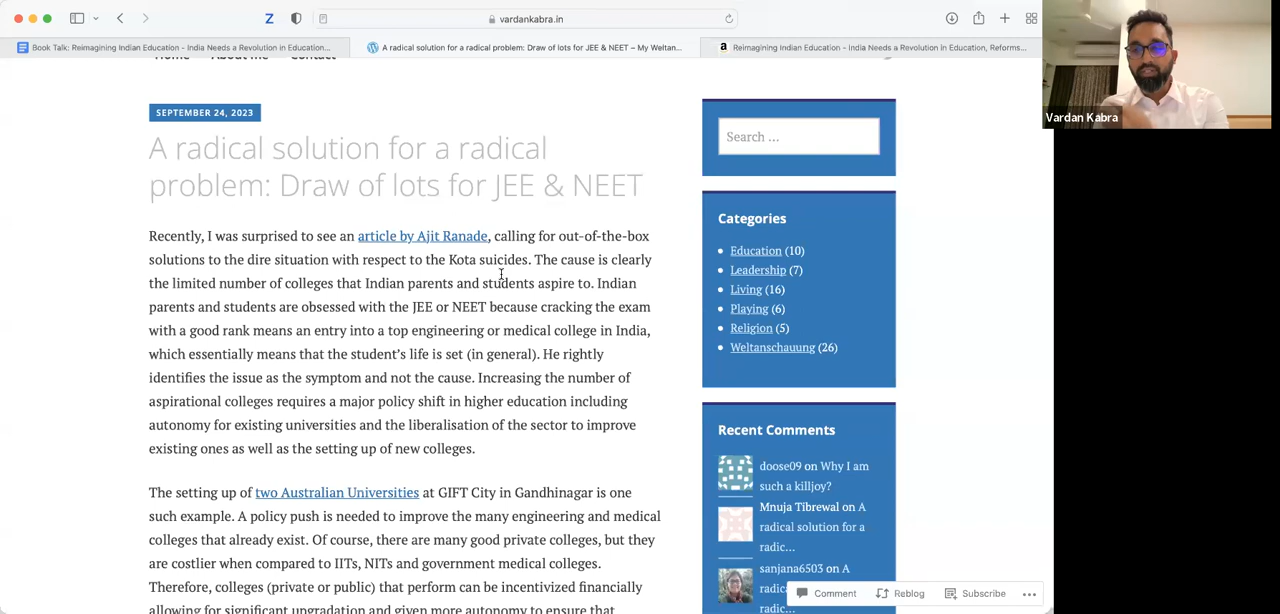 vardankabra.in
Book Talk: Reimagining Indian Education - India Needs a Revolution in Education...
A radical solution for a radical problem: Draw of lots for JEE & NEET – My Weltan...
Reimagining Indian Education - India Needs a Revolution in Education, Reforms...
Vardan Kabra
Home About me Contact
SEPTEMBER 24, 2023
A radical solution for a radical
problem: Draw of lots for JEE & NEET
Recently, I was surprised to see an article by Ajit Ranade, calling for out-of-the-box
solutions to the dire situation with respect to the Kota suicides. The cause is clearly
the limited number of colleges that Indian parents and students aspire to. Indian
parents and students are obsessed with the JEE or NEET because cracking the exam
with a good rank means an entry into a top engineering or medical college in India,
which essentially means that the student’s life is set (in general). He rightly
identifies the issue as the symptom and not the cause. Increasing the number of
aspirational colleges requires a major policy shift in higher education including
autonomy for existing universities and the liberalisation of the sector to improve
existing ones as well as the setting up of new colleges.
The setting up of two Australian Universities at GIFT City in Gandhinagar is one
such example. A policy push is needed to improve the many engineering and medical
colleges that already exist. Of course, there are many good private colleges, but they
are costlier when compared to IITs, NITs and government medical colleges.
Therefore, colleges (private or public) that perform can be incentivized financially
allowing for significant upgradation and given more autonomy to ensure that
Search ...
Categories
Education (10)
Leadership (7)
Living (16)
Playing (6)
Religion (5)
Weltanschauung (26)
Recent Comments
doose09 on Why I am
such a killjoy?
Mnuja Tibrewal on A
radical solution for a
radic...
sanjana6503 on A
radic...
Comment Reblog Subscribe